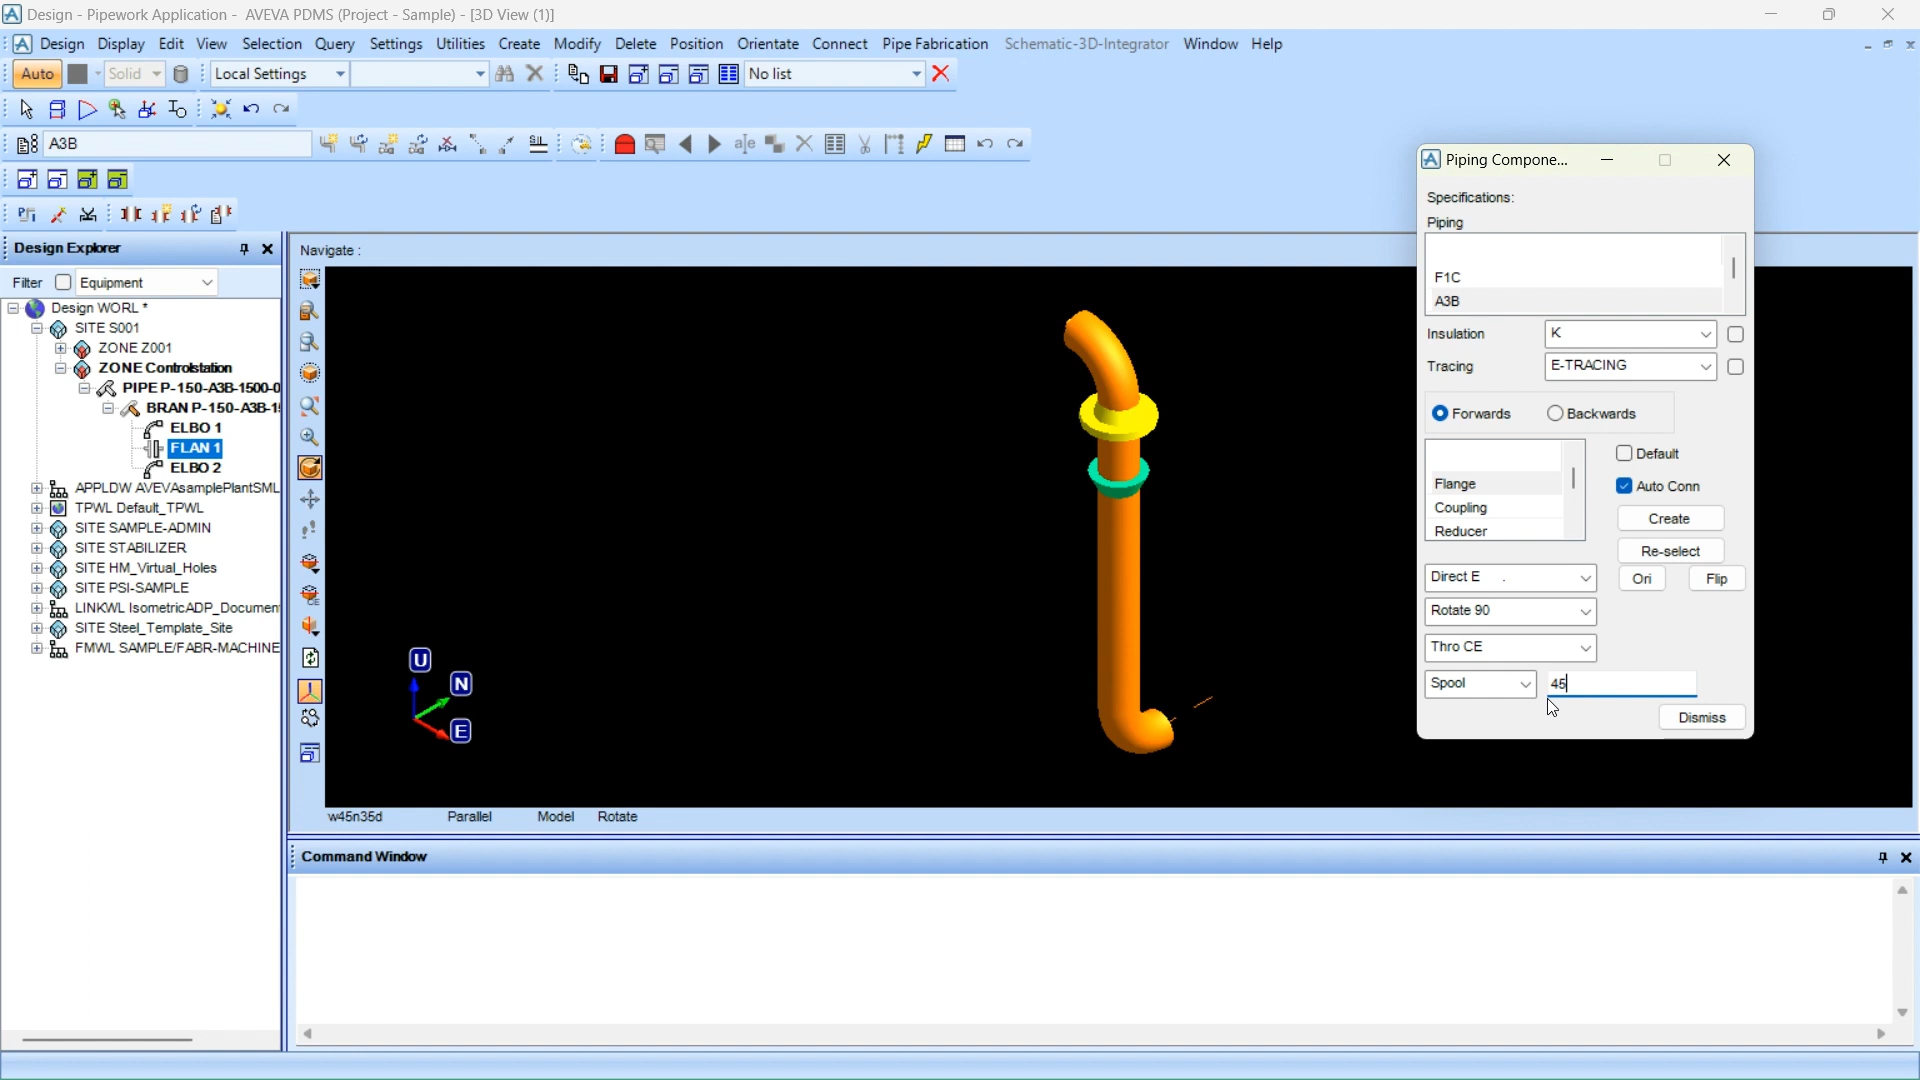 Design - Pipework Application - AVEVA PDMS (Project - Sample) - [3D View (1)]
Design Display Edit View Selection Query Settings Utilities Create Modify Delete Position Orientate Connect Pipe Fabrication Schematic-3D-Integrator Window Help
Auto Solid Local Settings No list
A3B
Design Explorer
Filter Equipment
Design WORL *
SITE S001
ZONE Z001
ZONE Controlstation
PIPE P-150-A3B-1500-0
BRAN P-150-A3B-1
ELBO 1
FLAN 1
ELBO 2
APPLDW AVEVAsamplePlantSML
TPWL Default_TPWL
SITE SAMPLE-ADMIN
SITE STABILIZER
SITE HM_Virtual_Holes
SITE PSI-SAMPLE
LINKWL IsometricADP_Documen
SITE Steel_Template_Site
FMWL SAMPLE/FABR-MACHINE
Navigate :
U
N
E
w45n35d Parallel Model Rotate
Command Window
Piping Compone...
Specifications:
Piping
F1C
A3B
Insulation K
Tracing E-TRACING
Forwards Backwards
Flange
Coupling
Reducer
Default
Auto Conn
Create
Re-select
Direct E .
Ori Flip
Rotate 90
Thro CE
Spool 45
Dismiss